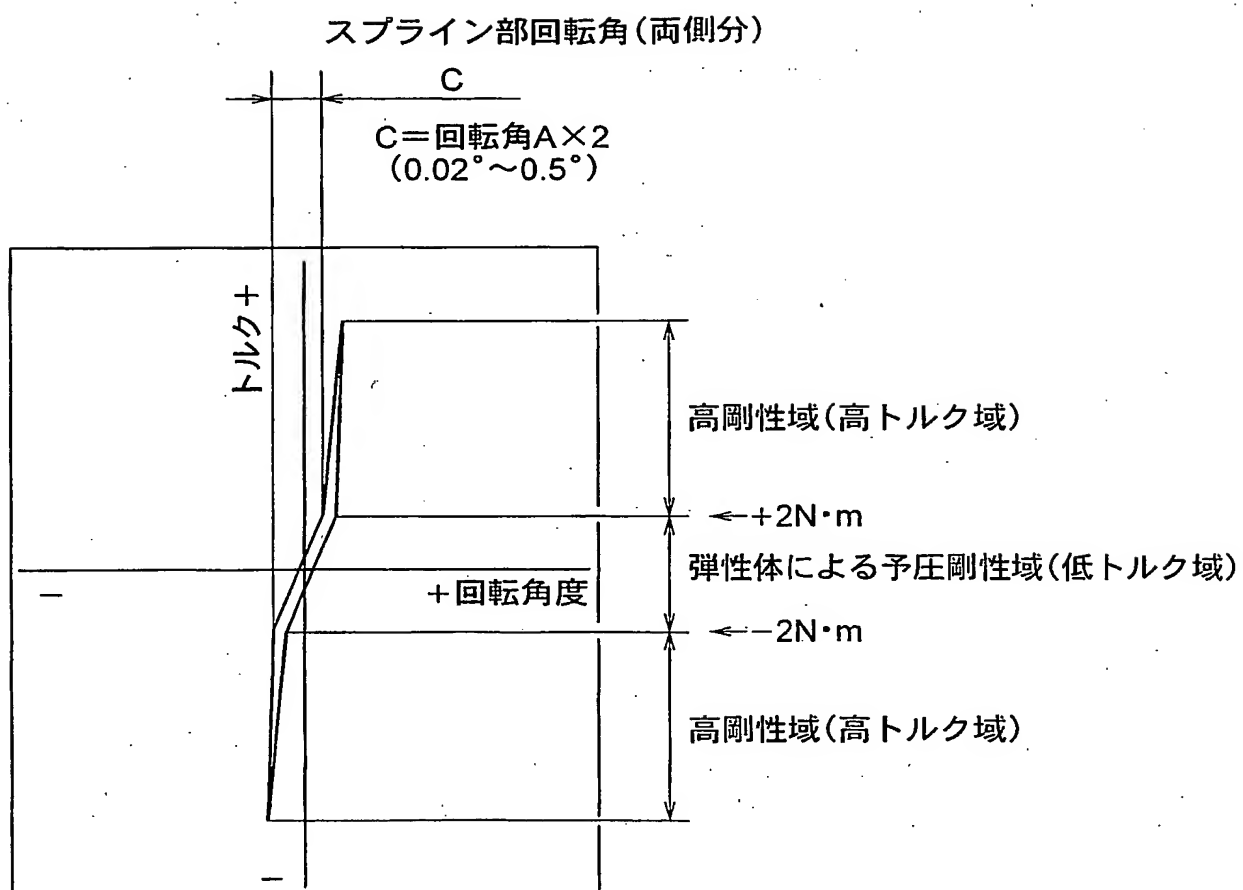 スプライン部回転角(両側分)
C
C=回転角A×2
(0.02°~0.5°)
トルク+
高剛性域(高トルク域)
+2N・m
弾性体による予圧剛性域(低トルク域)
−
+回転角度
−2N・m
高剛性域(高トルク域)
−